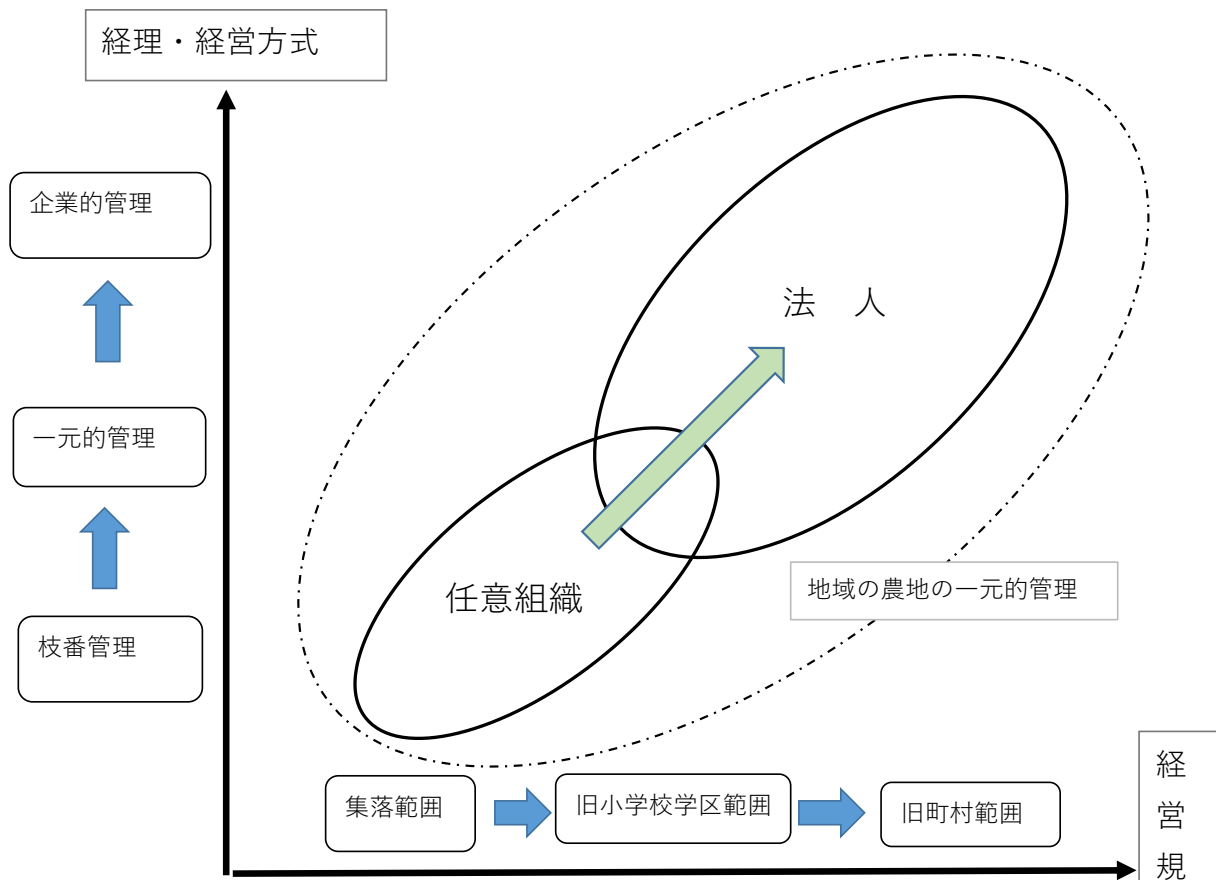 経理・経営方式
企業的管理
法　人
一元的管理
地域の農地の一元的管理
任意組織
枝番管理
集落範囲
旧小学校学区範囲
旧町村範囲
経
営
規